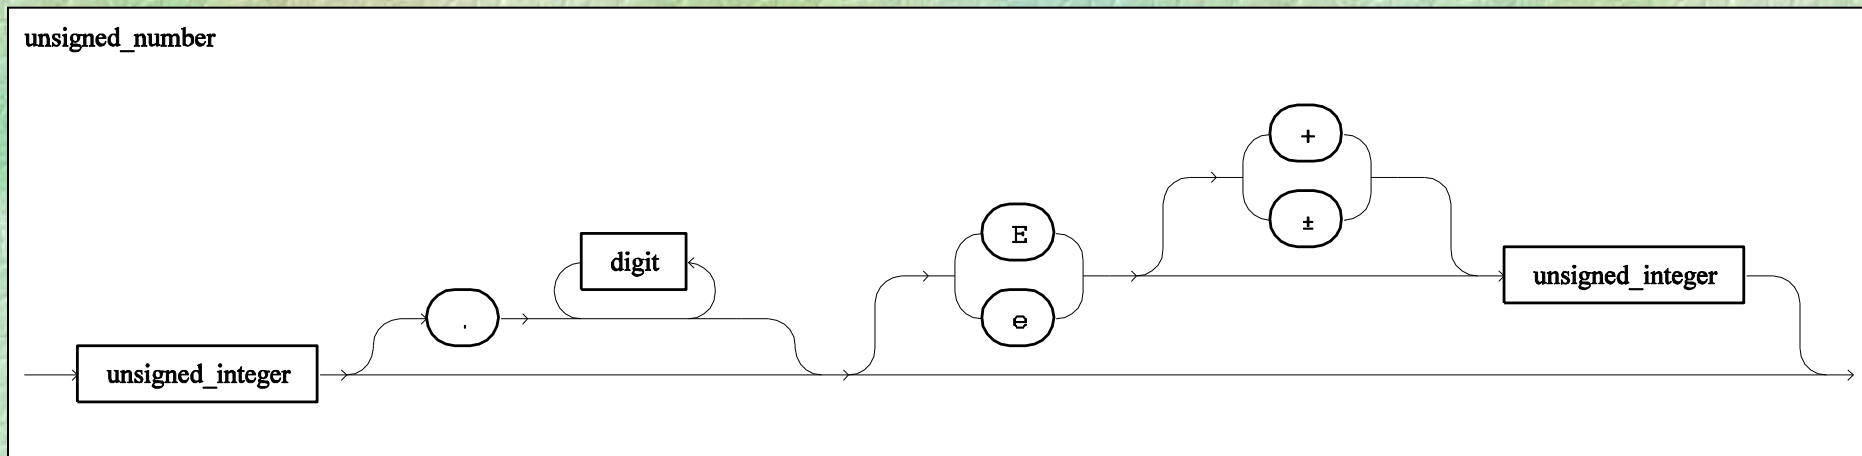 unsigned_number
+
E
±
digit
unsigned_integer
.
e
unsigned_integer